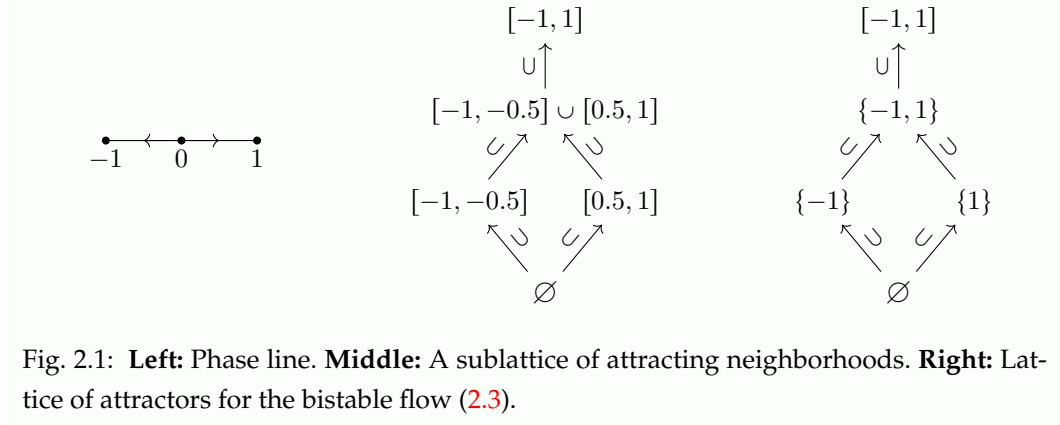 [−1, 1] [−1, 1]
∪ ∪
[−1, −0.5] ∪ [0.5, 1] {−1, 1}
∪ ∪ ∪ ∪
−1 0 1
[−1, −0.5] [0.5, 1] {−1} {1}
∪ ∪ ∪ ∪
∅ ∅
Fig. 2.1: Left: Phase line. Middle: A sublattice of attracting neighborhoods. Right: Lat-
tice of attractors for the bistable flow (2.3).